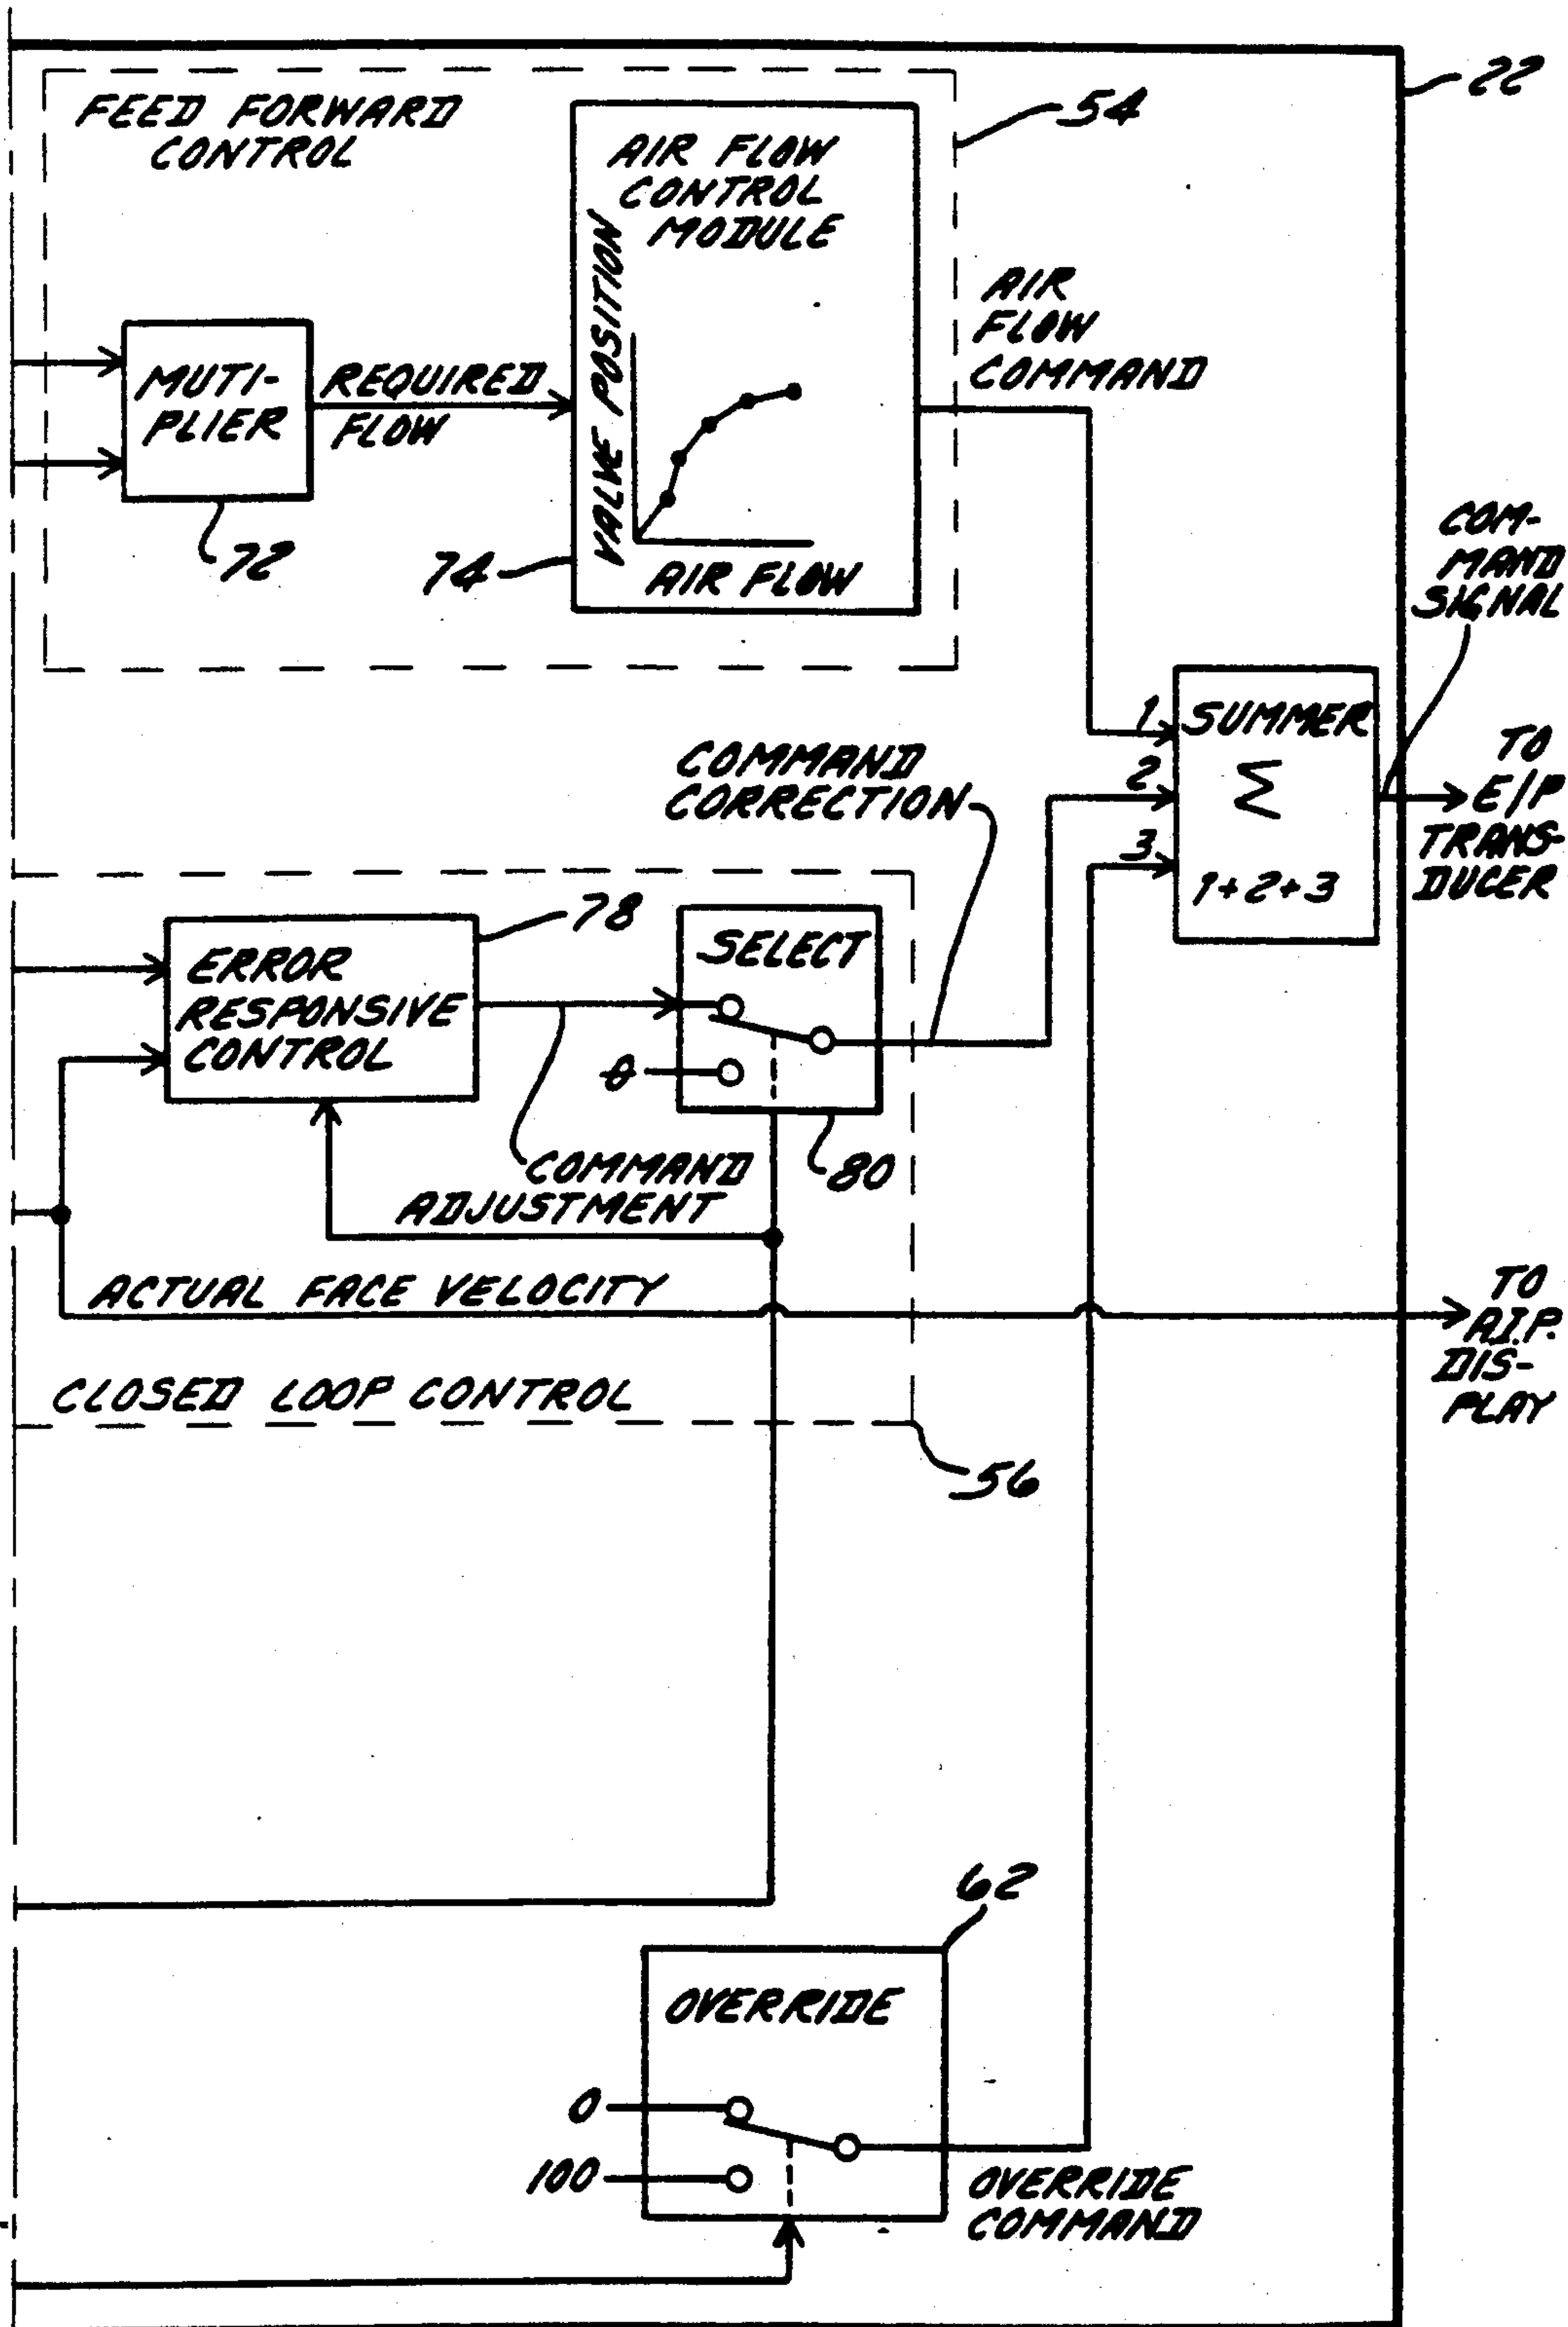 22
FEED FORWARD
CONTROL
54
AIR FLOW
CONTROL
MODULE
VALVE POSITION
AIR FLOW
74
MUTI-
PLIER
72
REQUIRED
FLOW
AIR
FLOW
COMMAND
COM-
MAND
SIGNAL
1
2
3
SUMMER
Σ
1+2+3
TO
E/P
TRANS-
DUCER
COMMAND
CORRECTION
78
ERROR
RESPONSIVE
CONTROL
SELECT
0
80
COMMAND
ADJUSTMENT
ACTUAL FACE VELOCITY
TO
A.I.P.
DIS-
PLAY
CLOSED LOOP CONTROL
56
62
OVERRIDE
0
100
OVERRIDE
COMMAND